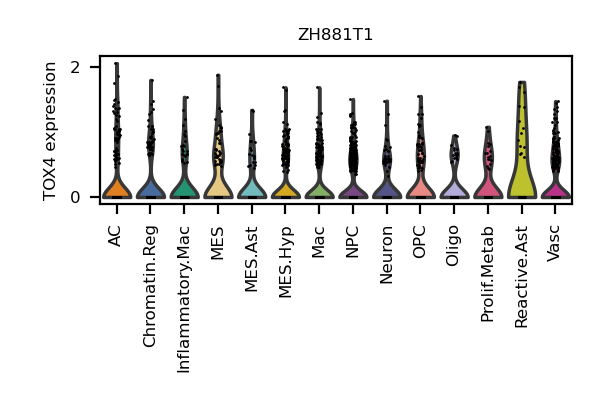 ZH881T1
TOX4 expression
2
0
AC
Chromatin.Reg
Inflammatory.Mac
MES
MES.Ast
MES.Hyp
Mac
NPC
Neuron
OPC
Oligo
Prolif.Metab
Reactive.Ast
Vasc